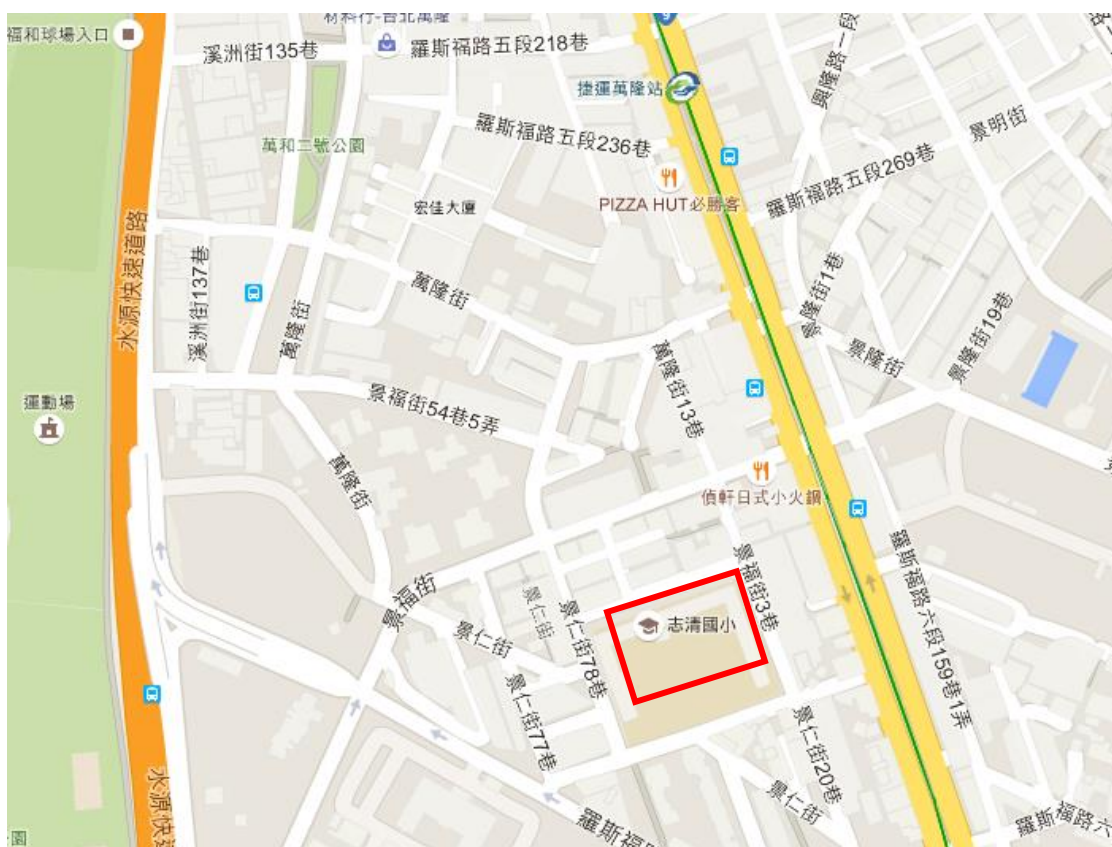 材料行-台北萬隆
9
福和球場入口
溪洲街135巷
羅斯福路五段218巷
捷運萬隆站
興隆路一段
景明街
羅斯福路五段236巷
萬和二號公園
羅斯福路五段269巷
PIZZA HUT必勝客
宏佳大廈
水源快速道路
溪洲街137巷
萬隆街
萬隆街
景隆街1巷
景隆街19巷
景隆街
萬隆街13巷
運動場
景福街54巷5弄
萬隆街
偵軒日式小火鍋
景福街3巷
羅斯福路六段159巷1弄
景福街
景仁街
景仁街
景仁街78巷
志清國小
景仁街77巷
景仁街20巷
景仁街
水源快速
羅斯福
羅斯福路六
園